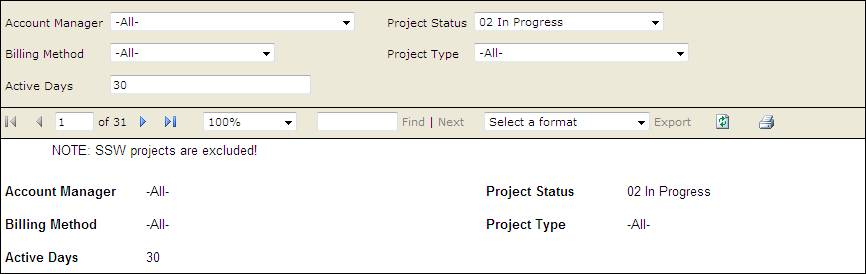 Account Manager -All- Project Status 02 In Progress
Billing Method -All- Project Type -All-
Active Days 30
1 of 31 100% Find | Next Select a format Export
NOTE: SSW projects are excluded!
Account Manager -All- Project Status 02 In Progress
Billing Method -All- Project Type -All-
Active Days 30